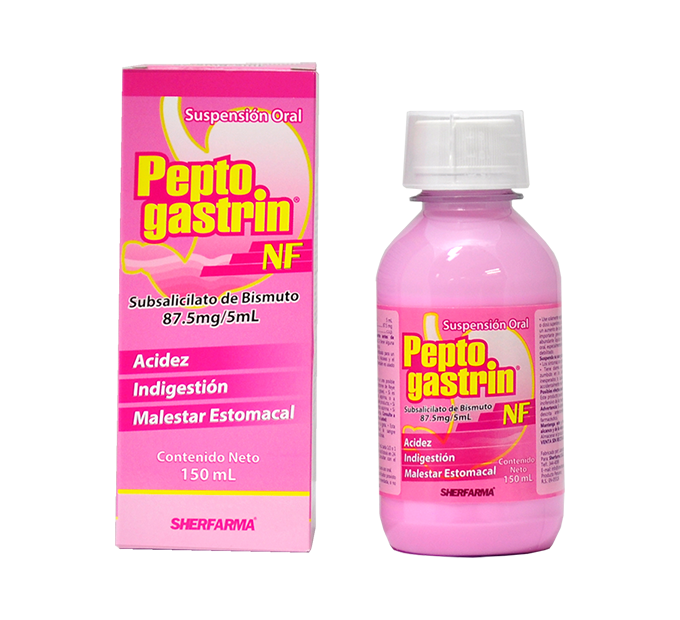 Suspensión Oral
Pepto
gastrin®
NF
Subsalicilato de Bismuto
87.5mg/5mL
Acidez
Indigestión
Malestar Estomacal
Contenido Neto
150 mL
SHERFARMA®
Suspensión Oral
Pepto
gastrin®
NF
Subsalicilato de Bismuto
87.5mg/5mL
Acidez
Indigestión
Malestar Estomacal
Contenido
Neto
150 mL
SHERFARMA